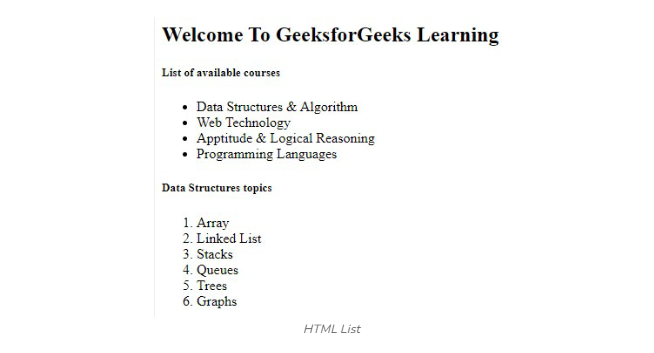 Welcome To GeeksforGeeks Learning
List of available courses
• Data Structures & Algorithm
• Web Technology
• Apptitude & Logical Reasoning
• Programming Languages
Data Structures topics
1. Array
2. Linked List
3. Stacks
4. Queues
5. Trees
6. Graphs
HTML List